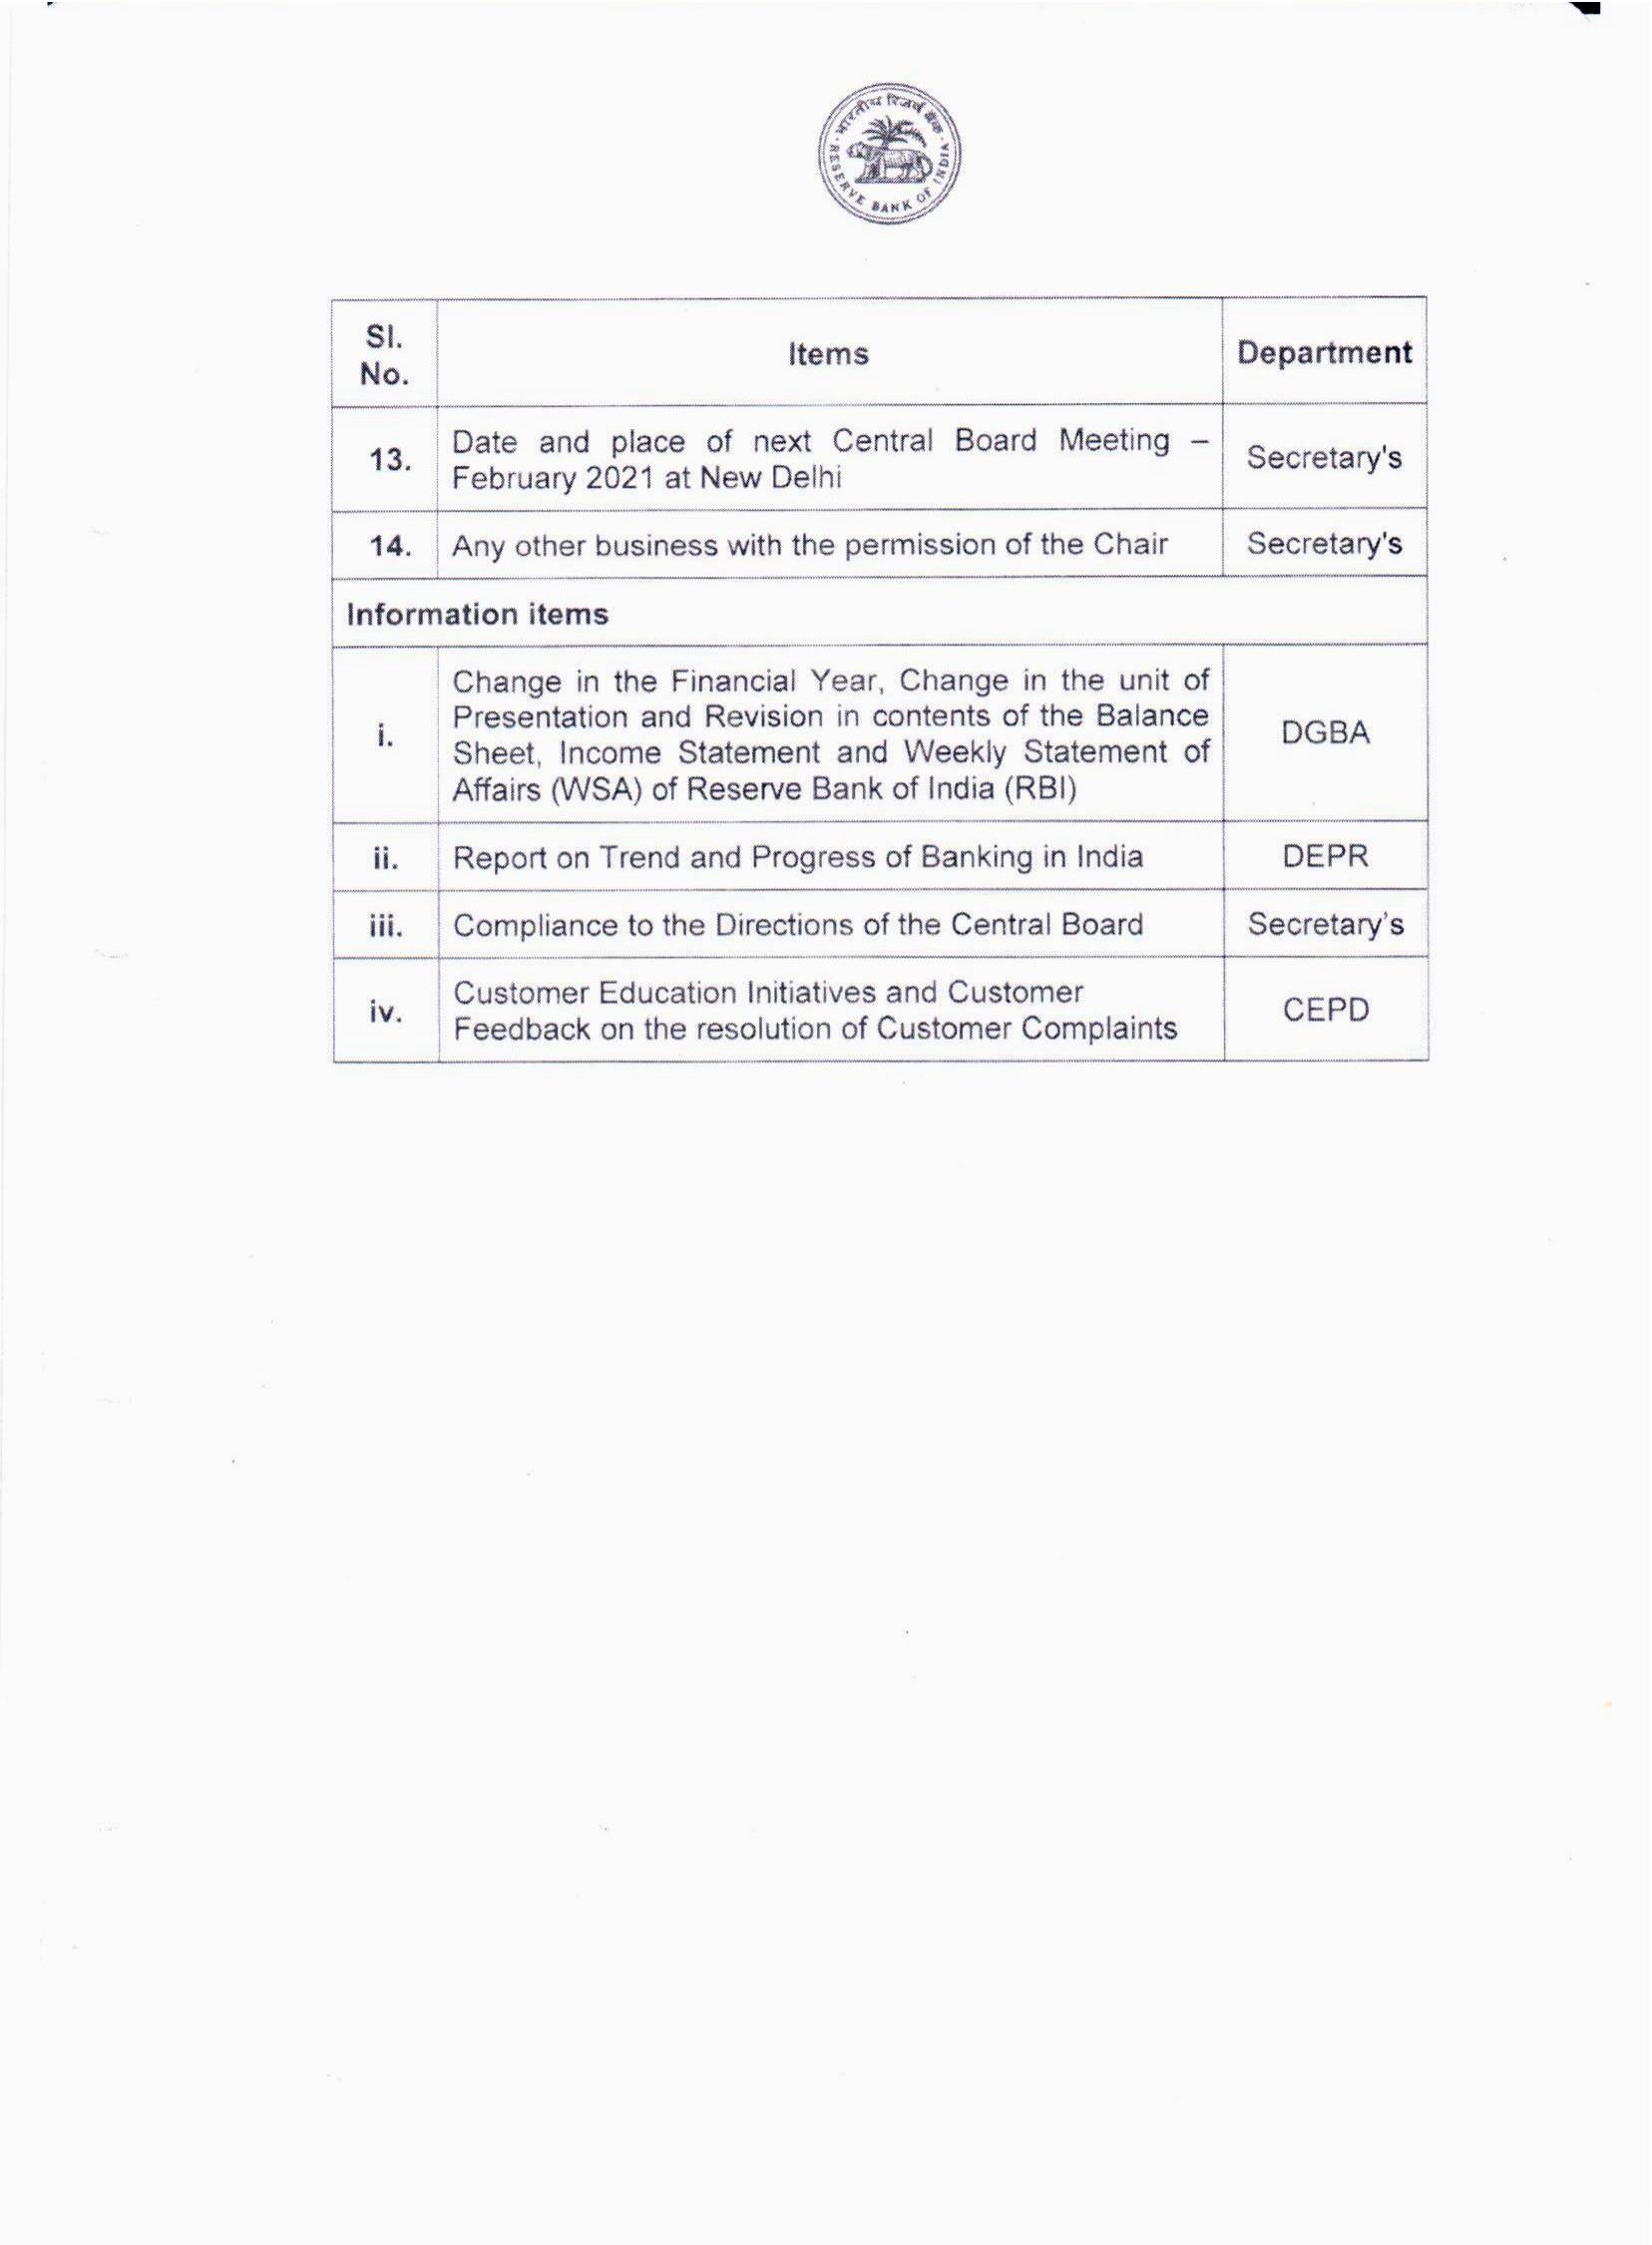 भारतीय रिज़र्व बैंक
RESERVE BANK OF INDIA
Sl.
No.
Items
Department
13.
Date and place of next Central Board Meeting –
February 2021 at New Delhi
Secretary's
14.
Any other business with the permission of the Chair
Secretary's
Information items
i.
Change in the Financial Year, Change in the unit of
Presentation and Revision in contents of the Balance
Sheet, Income Statement and Weekly Statement of
Affairs (WSA) of Reserve Bank of India (RBI)
DGBA
ii.
Report on Trend and Progress of Banking in India
DEPR
iii.
Compliance to the Directions of the Central Board
Secretary’s
iv.
Customer Education Initiatives and Customer
Feedback on the resolution of Customer Complaints
CEPD